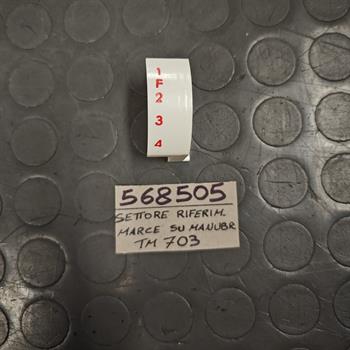 1
F
2
3
4
568505
SETTORE RIFERIM.
MARCE SU MANUBR
TM 703